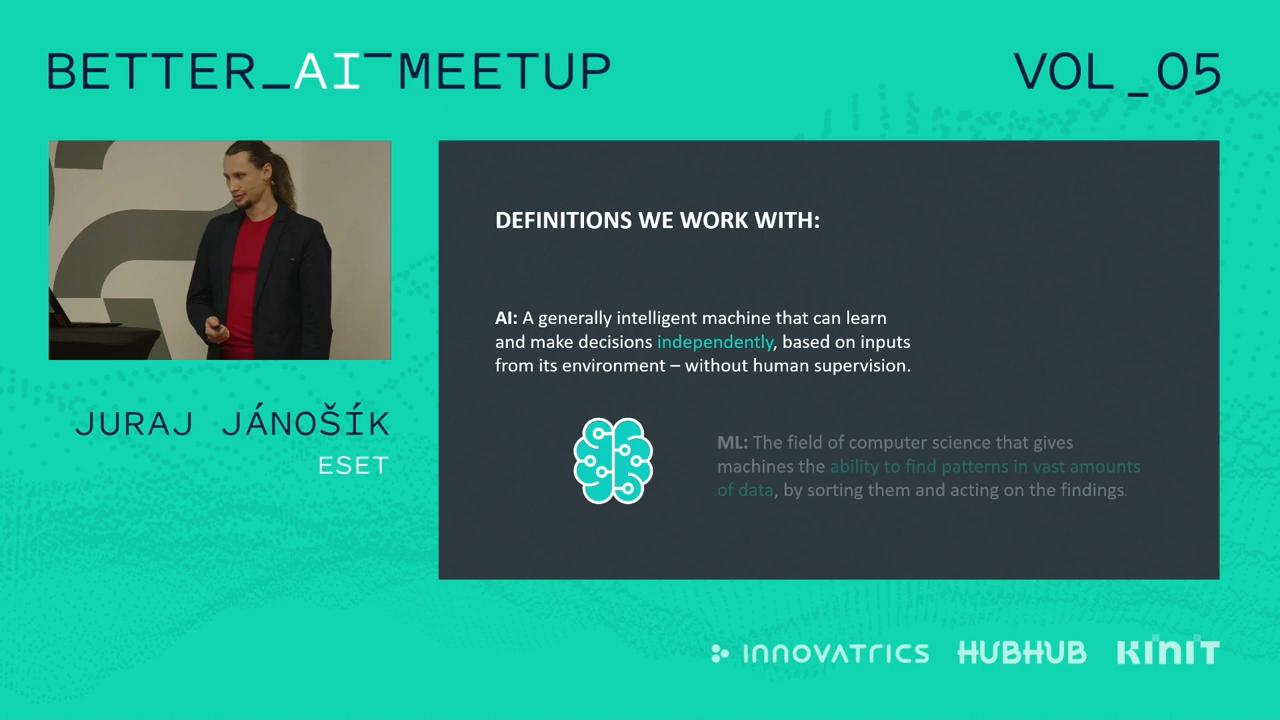 BETTER_AI¯MEETUP
VOL_05
JURAJ JÁNOŠÍK
ESET
DEFINITIONS WE WORK WITH:
AI: A generally intelligent machine that can learn
and make decisions independently, based on inputs
from its environment – without human supervision.
ML: The field of computer science that gives
machines the ability to find patterns in vast amounts
of data, by sorting them and acting on the findings.
INNOVATRICS HUBHUB KINIT